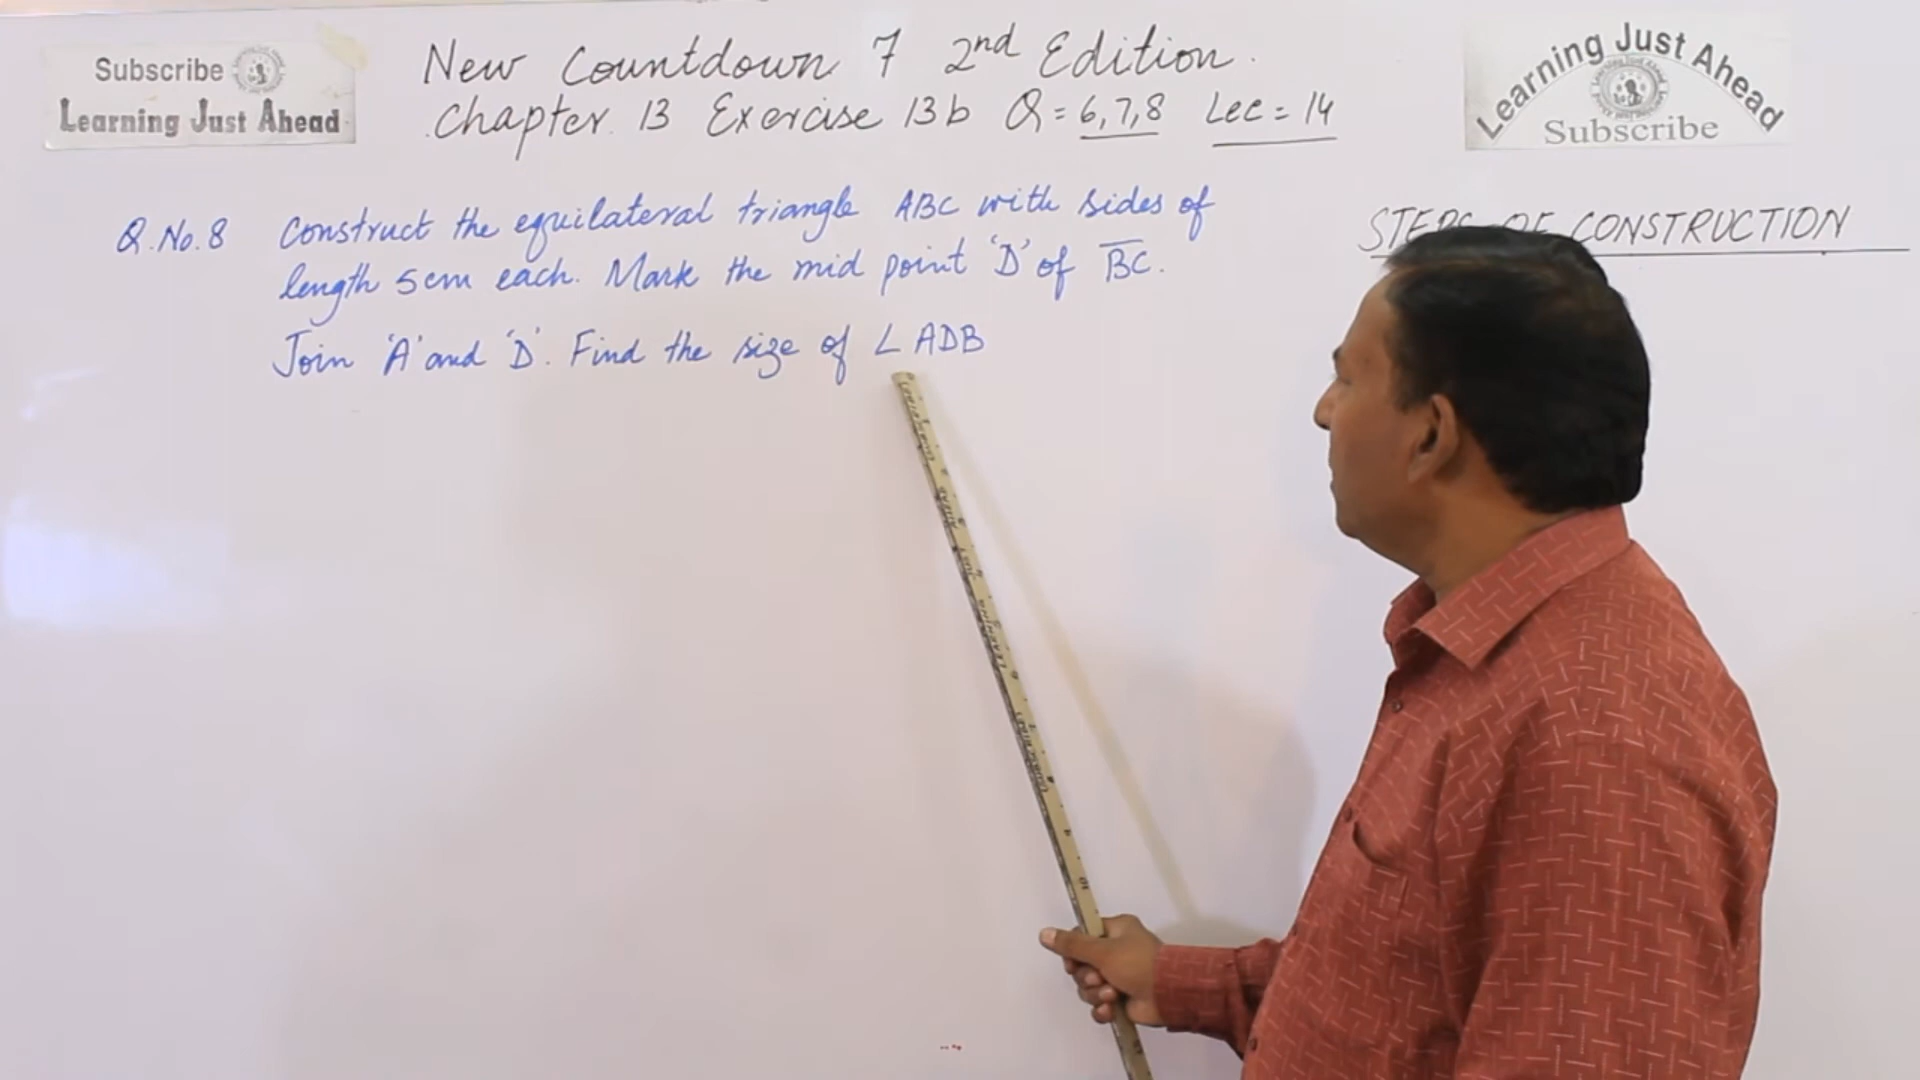 Subscribe
Learning Just Ahead
New Countdown 7 2nd Edition.
Chapter 13 Exercise 13b Q = 6,7,8 Lec = 14
Learning Just Ahead
Subscribe
Q.No.8 Construct the equilateral triangle ABC with sides of
length 5cm each. Mark the mid point 'D' of BC.
Join 'A' and 'D'. Find the size of ∠ADB
STEPS OF CONSTRUCTION